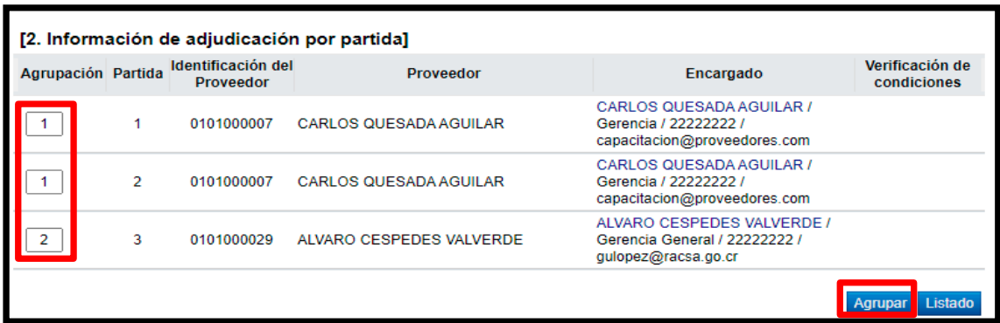 [2. Información de adjudicación por partida]
Agrupación Partida Identificación del Proveedor Proveedor Encargado Verificación de condiciones
1 1 0101000007 CARLOS QUESADA AGUILAR CARLOS QUESADA AGUILAR /
Gerencia / 22222222 /
capacitacion@proveedores.com
1 2 0101000007 CARLOS QUESADA AGUILAR CARLOS QUESADA AGUILAR /
Gerencia / 22222222 /
capacitacion@proveedores.com
2 3 0101000029 ALVARO CESPEDES VALVERDE ALVARO CESPEDES VALVERDE /
Gerencia General / 22222222 /
gulopez@racsa.go.cr
Agrupar Listado